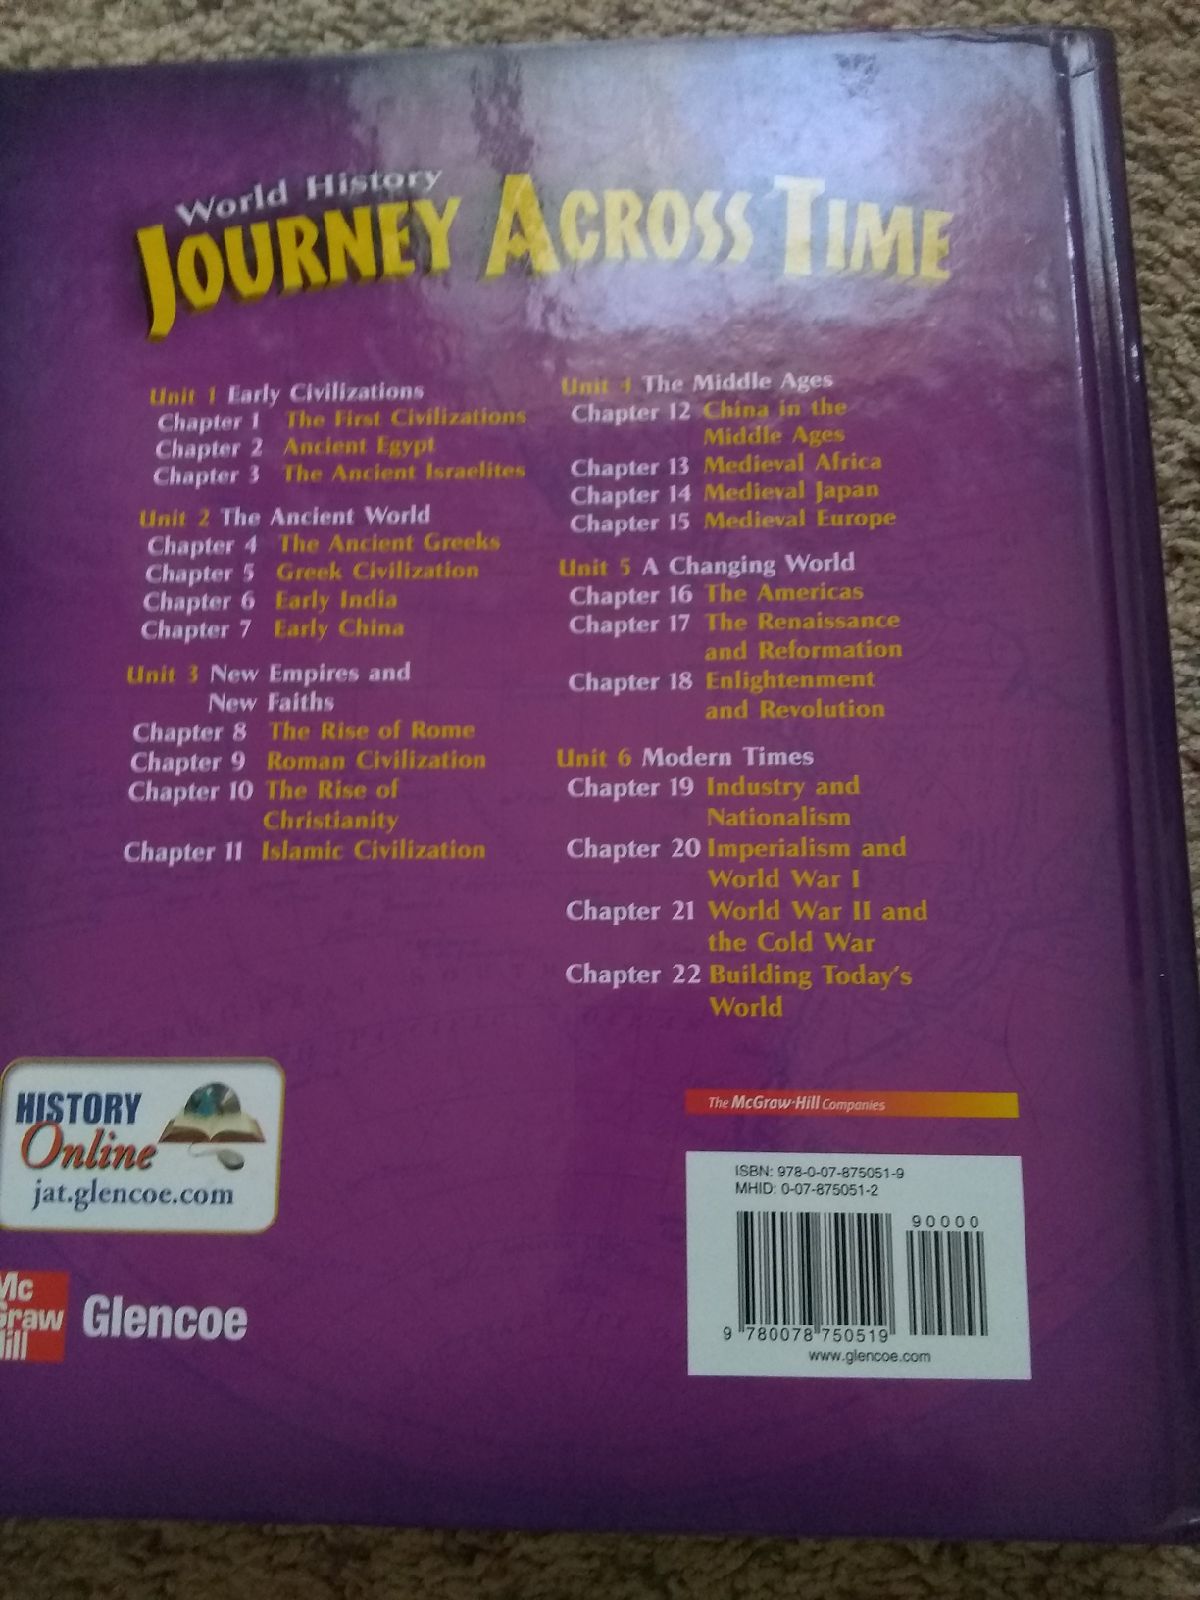 World History
JOURNEY ACROSS TIME
Unit 1 Early Civilizations
Chapter 1 The First Civilizations
Chapter 2 Ancient Egypt
Chapter 3 The Ancient Israelites
Unit 2 The Ancient World
Chapter 4 The Ancient Greeks
Chapter 5 Greek Civilization
Chapter 6 Early India
Chapter 7 Early China
Unit 3 New Empires and
New Faiths
Chapter 8 The Rise of Rome
Chapter 9 Roman Civilization
Chapter 10 The Rise of
Christianity
Chapter 11 Islamic Civilization
Unit 4 The Middle Ages
Chapter 12 China in the
Middle Ages
Chapter 13 Medieval Africa
Chapter 14 Medieval Japan
Chapter 15 Medieval Europe
Unit 5 A Changing World
Chapter 16 The Americas
Chapter 17 The Renaissance
and Reformation
Chapter 18 Enlightenment
and Revolution
Unit 6 Modern Times
Chapter 19 Industry and
Nationalism
Chapter 20 Imperialism and
World War I
Chapter 21 World War II and
the Cold War
Chapter 22 Building Today's
World
HISTORY
Online
jat.glencoe.com
Mc
Graw
Hill
Glencoe
The McGraw·Hill Companies
ISBN: 978-0-07-875051-9
MHID: 0-07-875051-2
90000
9 780078 750519
www.glencoe.com